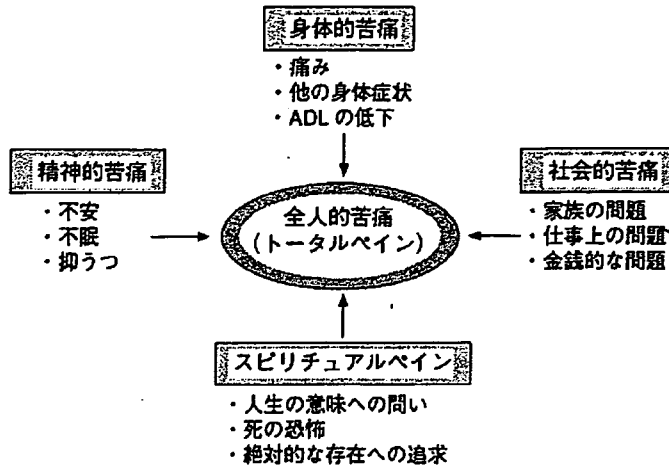 身体的苦痛
・痛み
・他の身体症状
・ADLの低下
精神的苦痛
・不安
・不眠
・抑うつ
全人的苦痛
(トータルペイン)
社会的苦痛
・家族の問題
・仕事上の問題
・金銭的な問題
スピリチュアルペイン
・人生の意味への問い
・死の恐怖
・絶対的な存在への追求